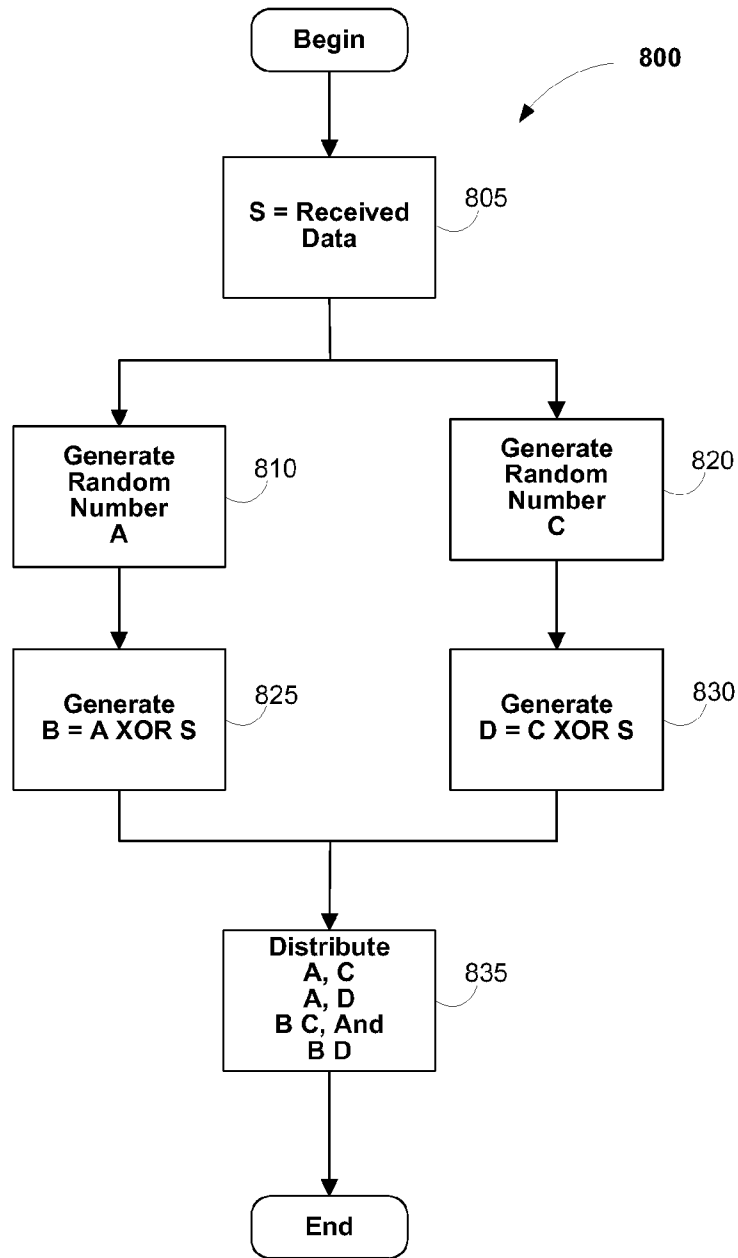 Begin
800
S = Received
Data
805
Generate
Random
Number
A
810
Generate
Random
Number
C
820
Generate
B = A XOR S
825
Generate
D = C XOR S
830
Distribute
A, C
A, D
B C, And
B D
835
End